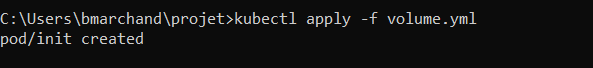 C:\Users\bmarchand\projet>kubectl apply -f volume.yml
pod/init created